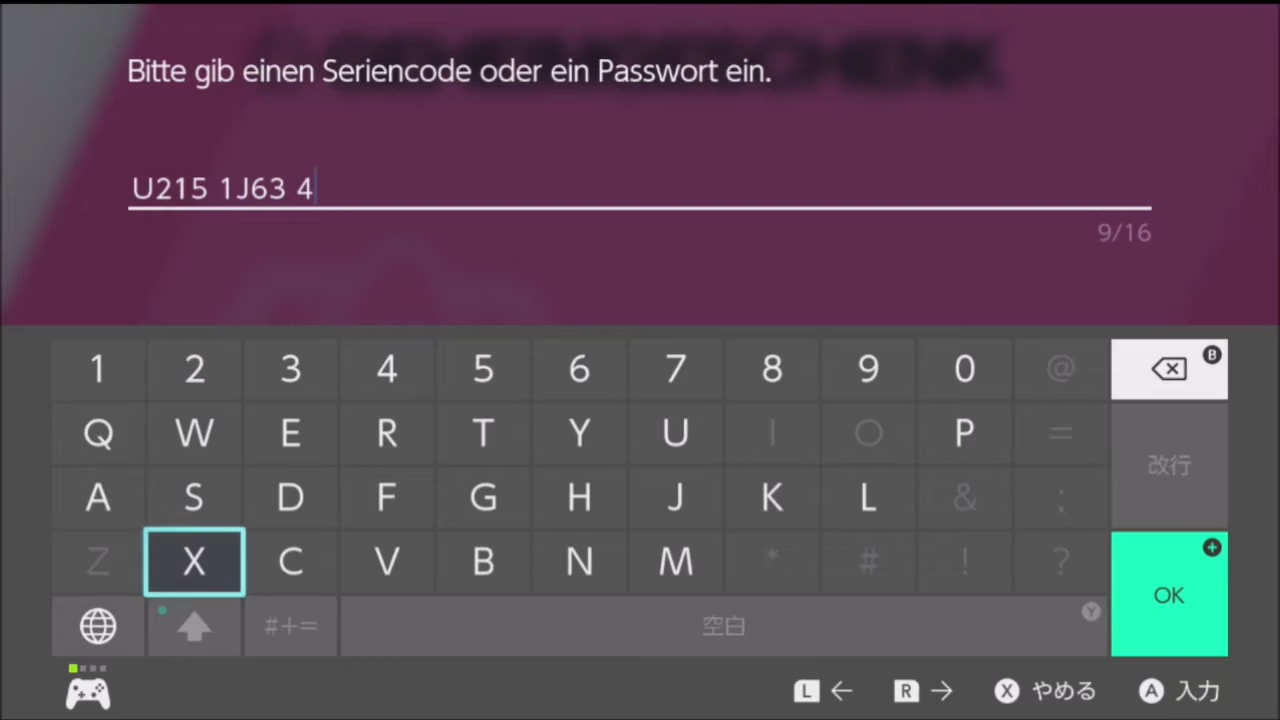 GEHEIMGESCHENK
Bitte gib einen Seriencode oder ein Passwort ein.
U215 1J63 4
9/16
1 2 3 4 5 6 7 8 9 0 @ B
Q W E R T Y U I O P =
改行
A S D F G H J K L & ;
Z X C V B N M * # ! ? +
OK
#+= 空白 Y
L ← R → X やめる A 入力